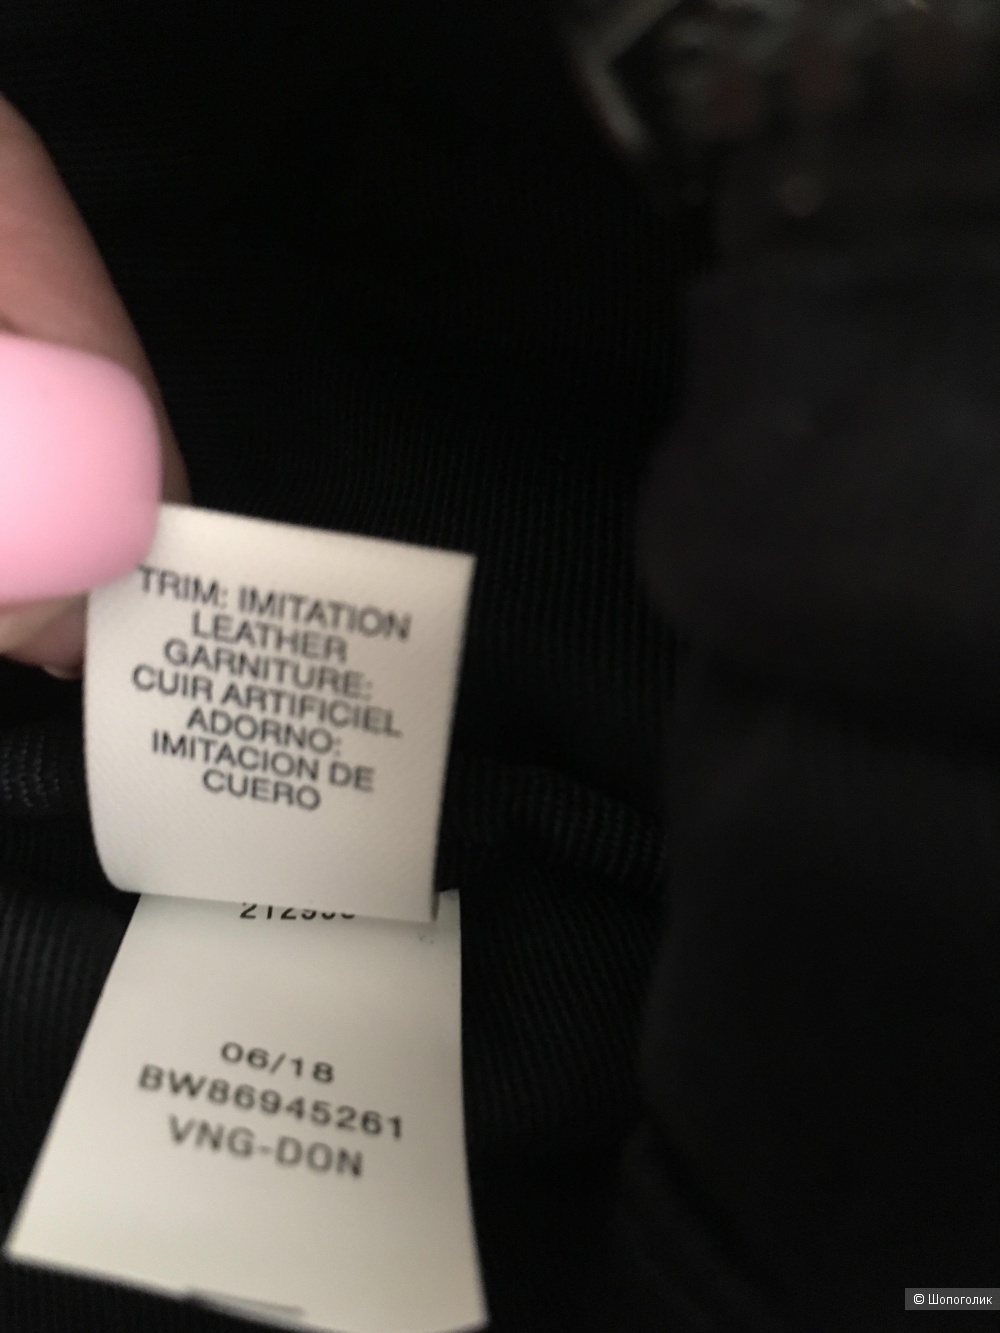 TRIM: IMITATION
LEATHER
GARNITURE:
CUIR ARTIFICIEL
ADORNO:
IMITACION DE
CUERO
06/18
BW86945261
VNG-DON
© Шопоголик